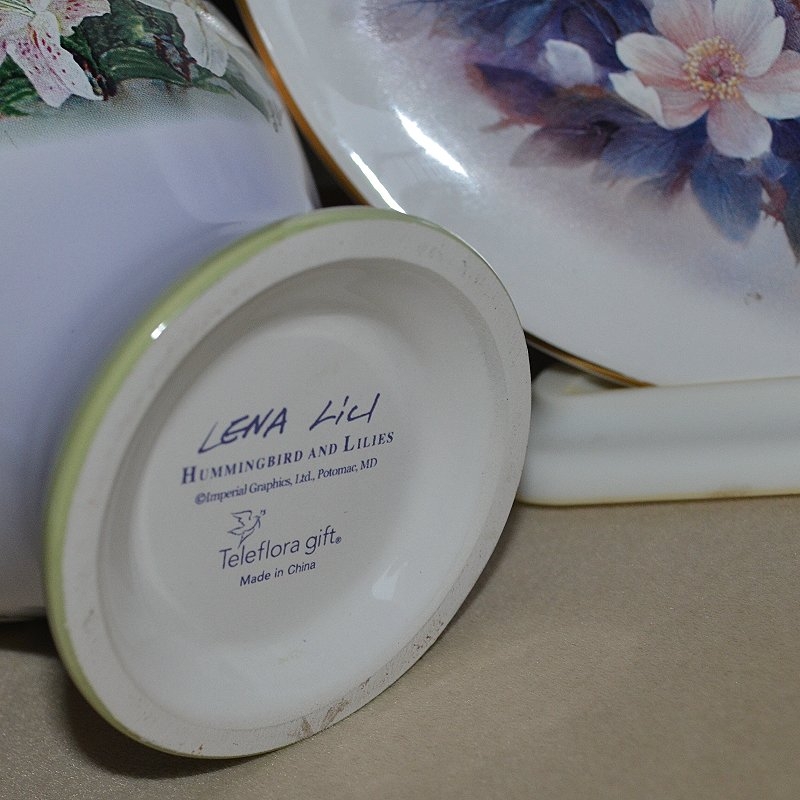 LENA LiU
HUMMINGBIRD AND LILIES
©Imperial Graphics, Ltd., Potomac, MD
Teleflora gift®
Made in China